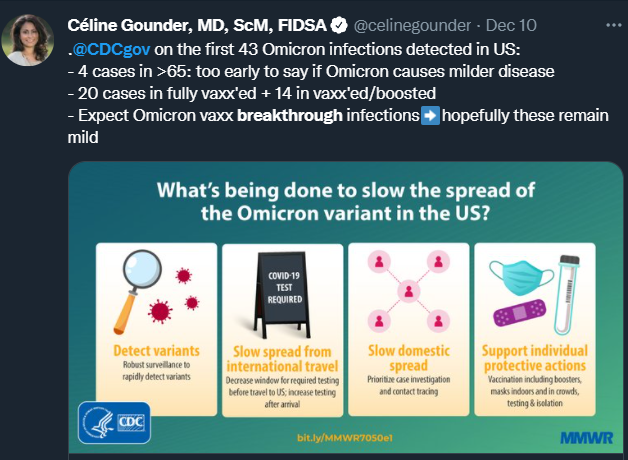 Céline Gounder, MD, ScM, FIDSA @celinegounder · Dec 10
.@CDCgov on the first 43 Omicron infections detected in US:
- 4 cases in >65: too early to say if Omicron causes milder disease
- 20 cases in fully vaxx'ed + 14 in vaxx'ed/boosted
- Expect Omicron vaxx breakthrough infections➡️hopefully these remain
mild
What's being done to slow the spread of
the Omicron variant in the US?
COVID-19
TEST
REQUIRED
Detect variants
Robust surveillance to
rapidly detect variants
Slow spread from
international travel
Decrease window for required testing
before travel to US; increase testing
after arrival
Slow domestic
spread
Prioritize case investigation
and contact tracing
Support individual
protective actions
Vaccination including boosters,
masks indoors and in crowds,
testing & isolation
CDC
bit.ly/MMWR7050e1
MMWR